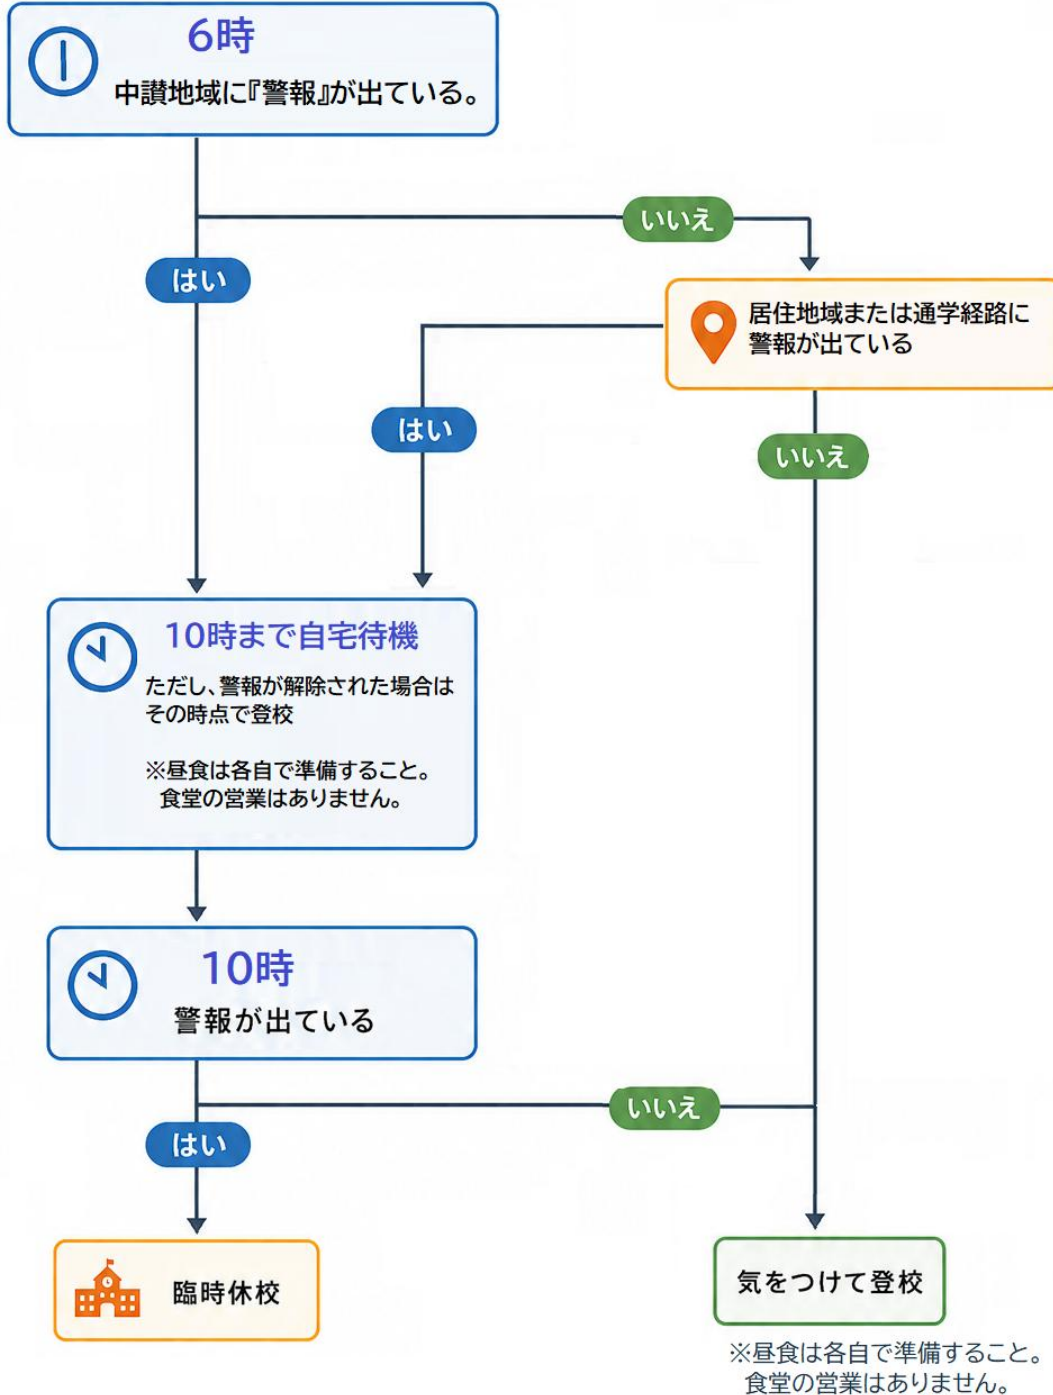 6時
中讃地域に『警報』が出ている。
いいえ
はい
居住地域または通学経路に
警報が出ている
はい
いいえ
10時まで自宅待機
ただし、警報が解除された場合は
その時点で登校
※昼食は各自で準備すること。
食堂の営業はありません。
10時
警報が出ている
いいえ
はい
臨時休校
気をつけて登校
※昼食は各自で準備すること。
食堂の営業はありません。